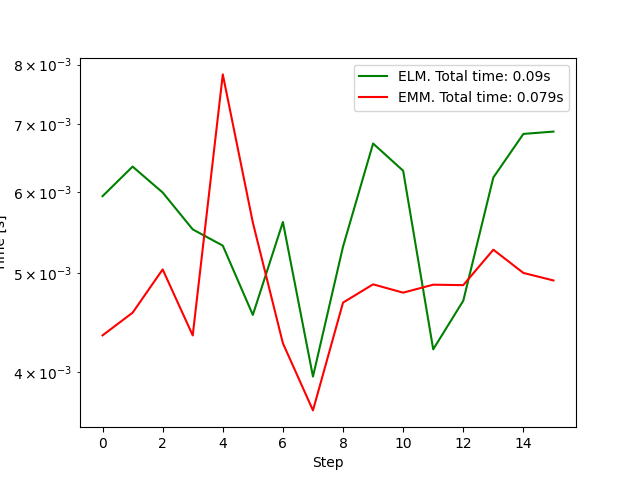 ELM. Total time: 0.09s
EMM. Total time: 0.079s
8 × 10⁻³
7 × 10⁻³
6 × 10⁻³
5 × 10⁻³
4 × 10⁻³
[s]
0 2 4 6 8 10 12 14
Step